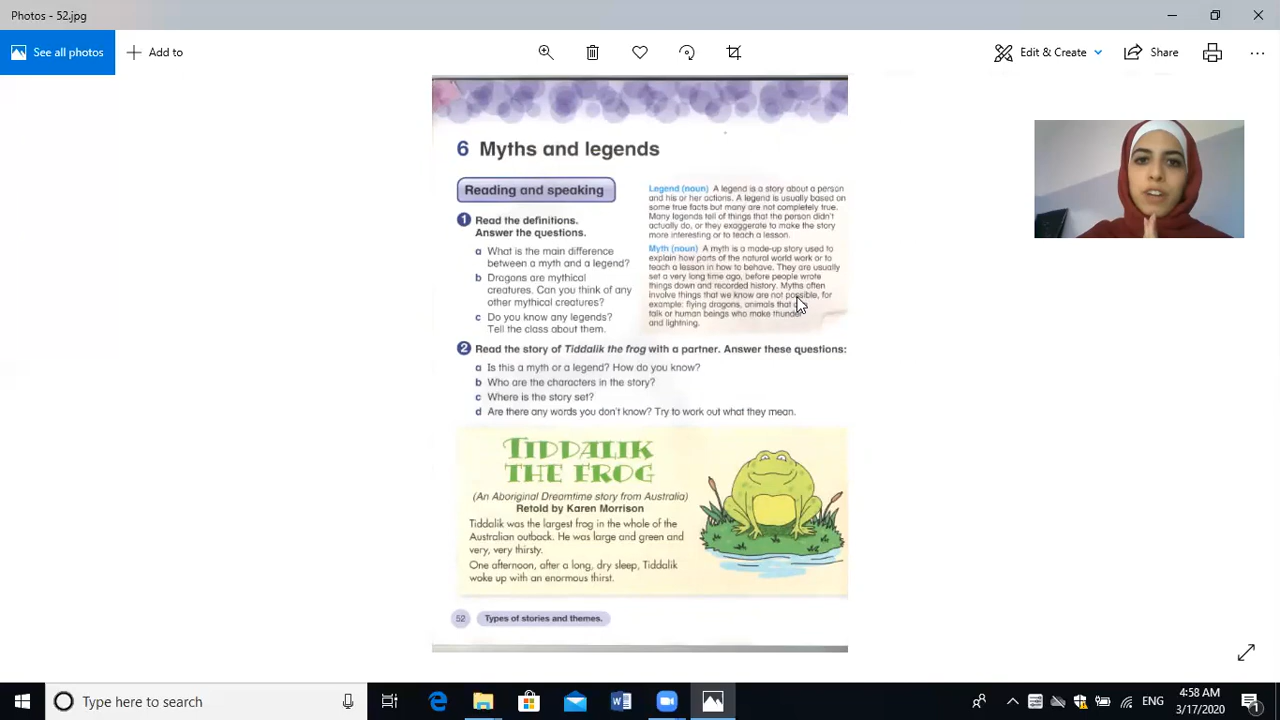 Photos - 52.jpg
See all photos
Add to
Edit & Create
Share
6 Myths and legends
Reading and speaking
1 Read the definitions.
Answer the questions.
a What is the main difference
between a myth and a legend?
b Dragons are mythical
creatures. Can you think of any
other mythical creatures?
c Do you know any legends?
Tell the class about them.
Legend (noun) A legend is a story about a person
and his or her actions. A legend is usually based on
some true facts but many are not completely true.
Many legends tell of things that the person didn't
actually do, or they exaggerate to make the story
more interesting or to teach a lesson.
Myth (noun) A myth is a made-up story used to
explain how parts of the natural world work or to
teach a lesson in how to behave. They are usually
set a very long time ago, before people wrote
things down and recorded history. Myths often
involve things that we know are not possible, for
example: flying dragons, animals that
talk or human beings who make thunder
and lightning.
2 Read the story of Tiddalik the frog with a partner. Answer these questions:
a Is this a myth or a legend? How do you know?
b Who are the characters in the story?
c Where is the story set?
d Are there any words you don't know? Try to work out what they mean.
TIDDALIK
THE FROG
(An Aboriginal Dreamtime story from Australia)
Retold by Karen Morrison
Tiddalik was the largest frog in the whole of the
Australian outback. He was large and green and
very, very thirsty.
One afternoon, after a long, dry sleep, Tiddalik
woke up with an enormous thirst.
52 Types of stories and themes.
Type here to search
ENG
4:58 AM
3/17/2020
1